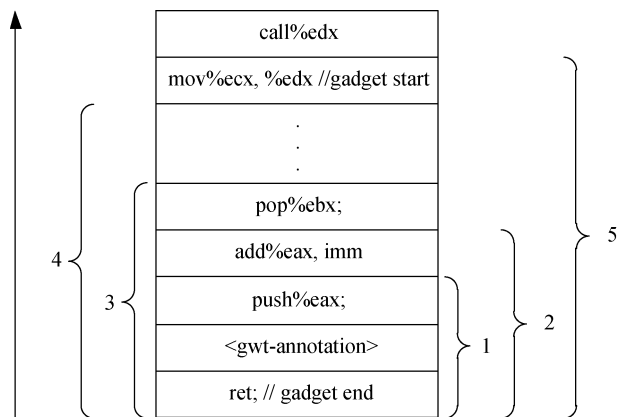 call%edx
mov%ecx, %edx //gadget start
.
.
.
pop%ebx;
add%eax, imm
push%eax;
<gwt-annotation>
ret; // gadget end
4
3
1
2
5